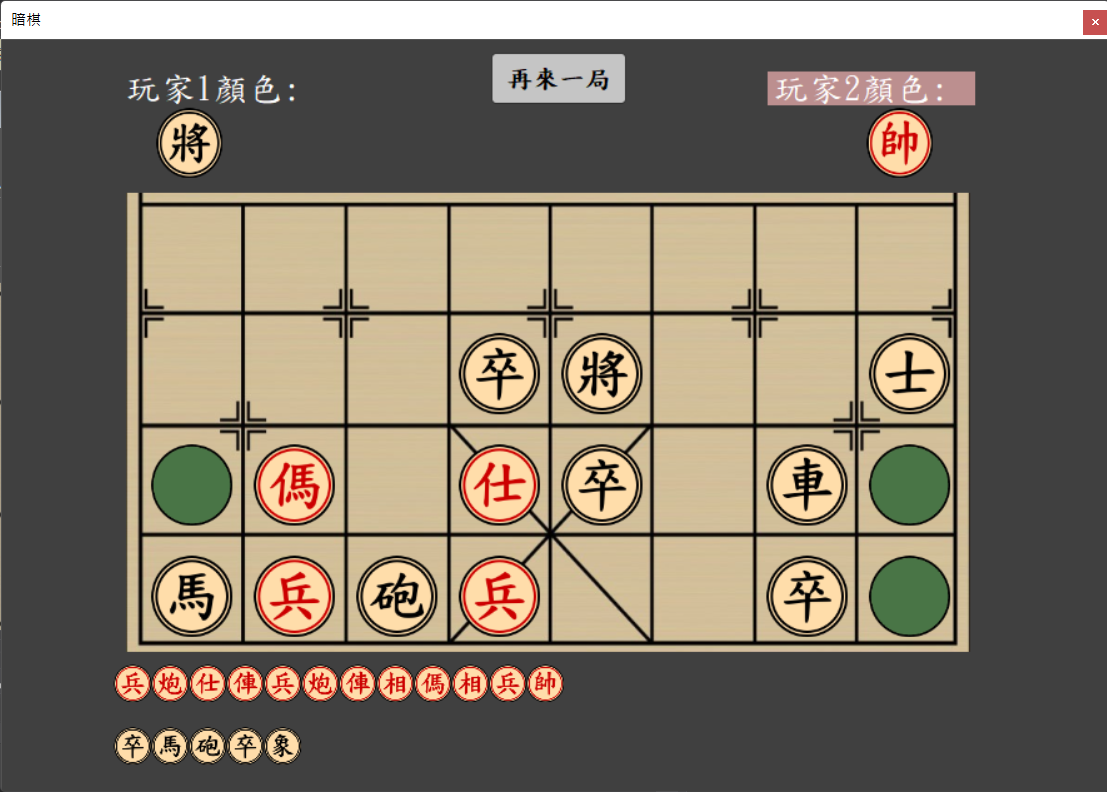 暗棋
玩家1顏色: 再來一局 玩家2顏色:
將 帥
卒 將 士
傌 仕 卒 車
馬 兵 砲 兵 卒
兵 炮 仕 俥 兵 炮 俥 相 傌 相 兵 帥
卒 馬 砲 卒 象